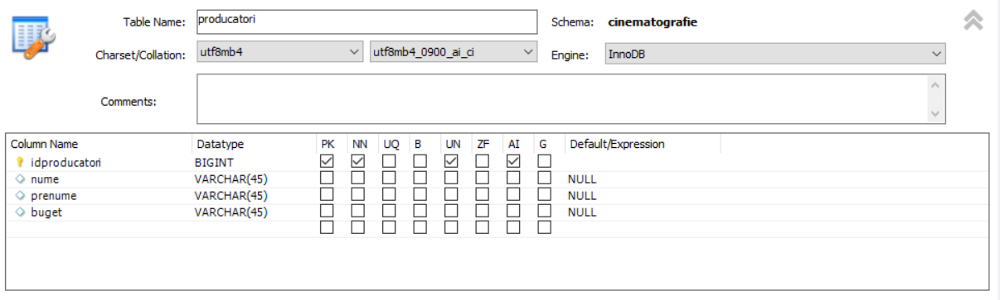 Table Name: producatori Schema: cinematografie
Charset/Collation: utf8mb4 utf8mb4_0900_ai_ci Engine: InnoDB
Comments:
Column Name Datatype PK NN UQ B UN ZF AI G Default/Expression
idproducatori BIGINT
nume VARCHAR(45) NULL
prenume VARCHAR(45) NULL
buget VARCHAR(45) NULL